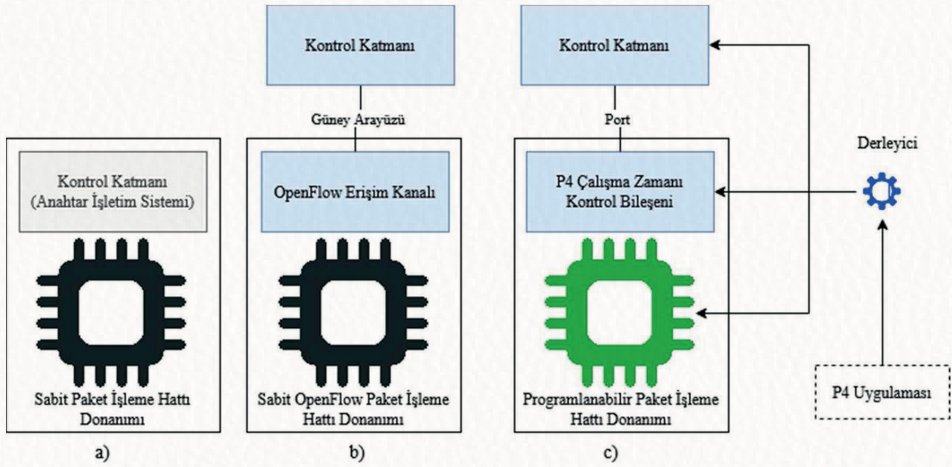 Kontrol Katmanı
(Anahtar İşletim Sistemi)
Sabit Paket İşleme Hattı
Donanımı
a)
Kontrol Katmanı
Güney Arayüzü
OpenFlow Erişim Kanalı
Sabit OpenFlow Paket İşleme
Hattı Donanımı
b)
Kontrol Katmanı
Port
P4 Çalışma Zamanı
Kontrol Bileşeni
Programlanabilir Paket İşleme
Hattı Donanımı
c)
Derleyici
P4 Uygulaması